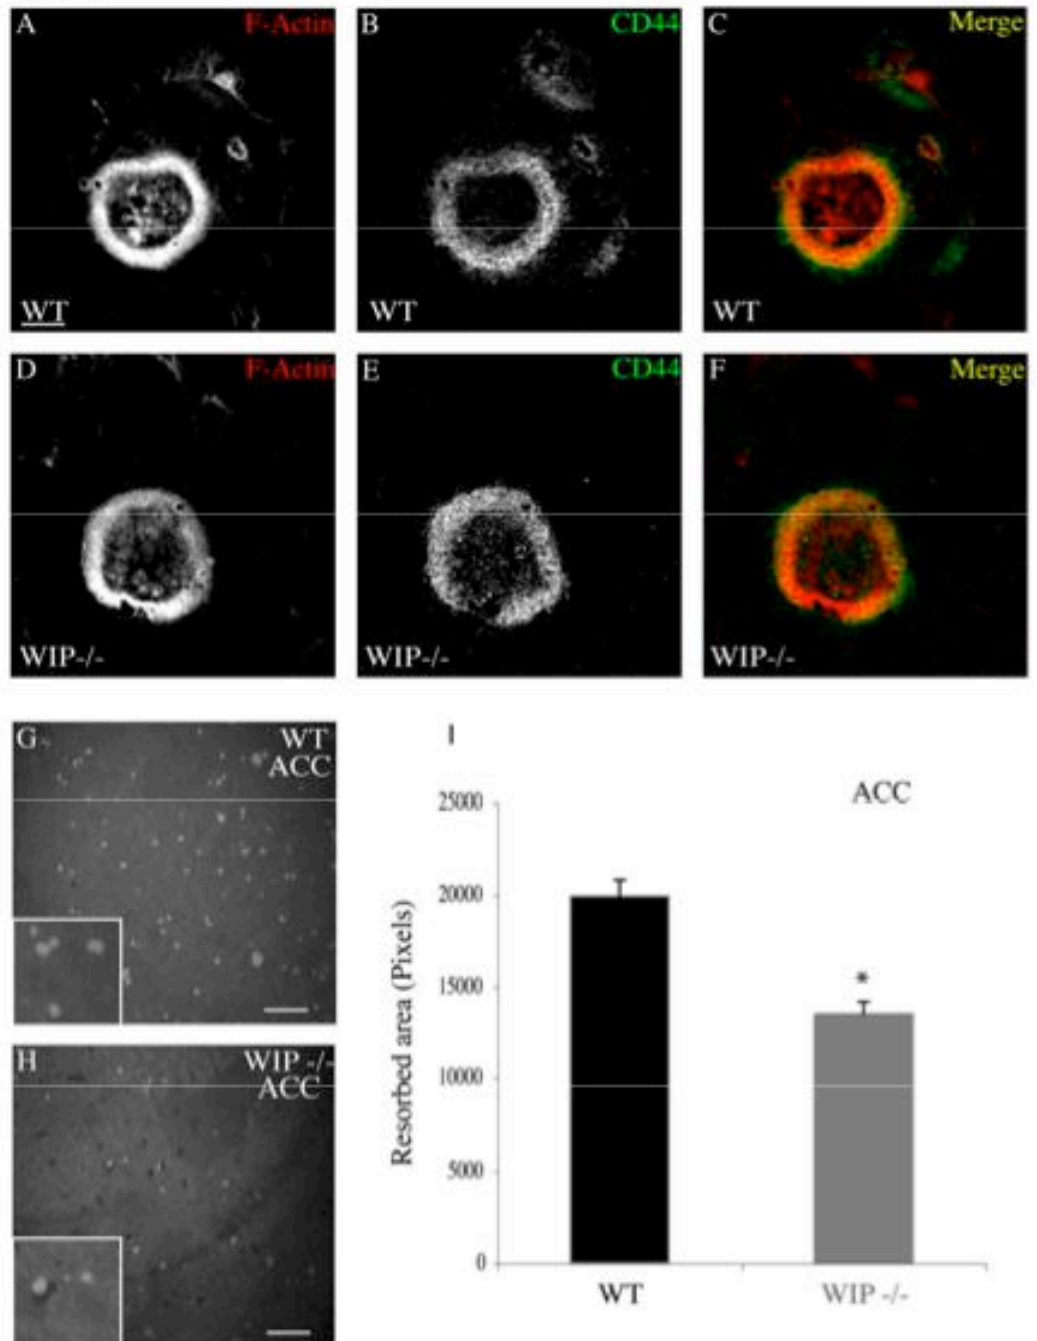 A F-Actin
WT
B CD44
WT
C Merge
WT
D F-Actin
WIP-/-
E CD44
WIP-/-
F Merge
WIP-/-
G WT
ACC
H WIP -/-
ACC
I
ACC
Resorbed area (Pixels)
25000
20000
15000
10000
5000
0
*
WT
WIP -/-